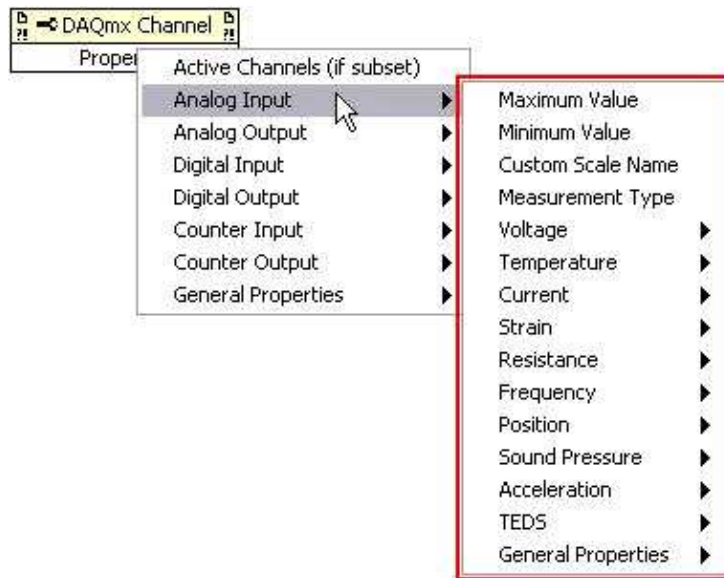 DAQmx Channel
Proper
Active Channels (if subset)
Analog Input
Analog Output
Digital Input
Digital Output
Counter Input
Counter Output
General Properties
Maximum Value
Minimum Value
Custom Scale Name
Measurement Type
Voltage
Temperature
Current
Strain
Resistance
Frequency
Position
Sound Pressure
Acceleration
TEDS
General Properties